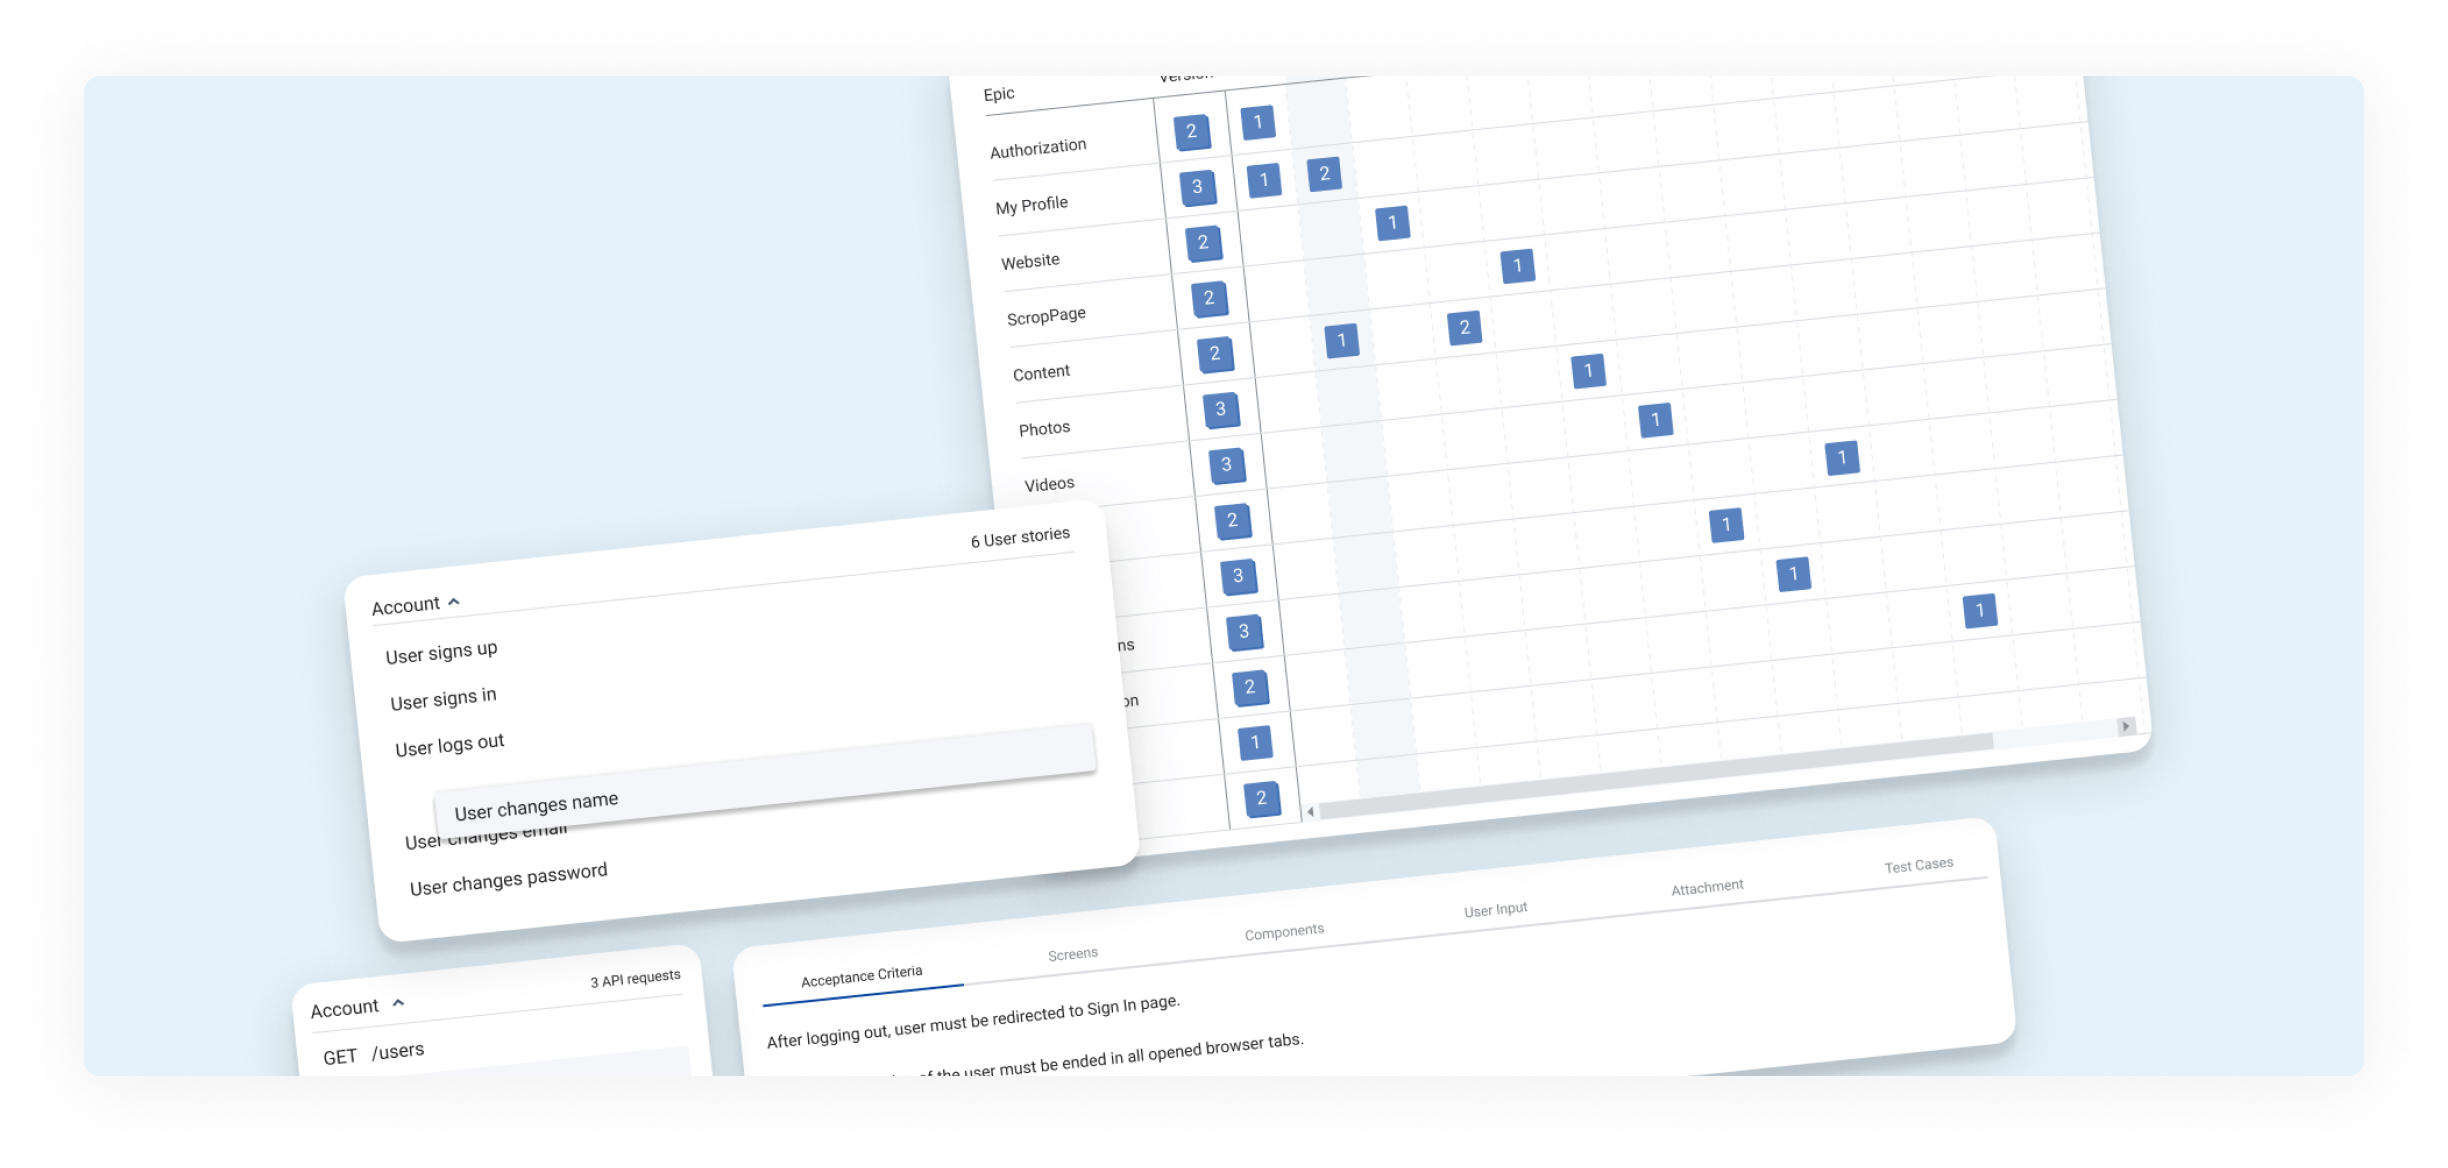 Epic
Authorization 2 1
My Profile 3 1 2
Website 2 1
ScropPage 2 1
Content 2 1 2
Photos 3 1
Videos 3 1
2 1
3 1
ns 3 1
on 2 1
1
2
6 User stories
Account
User signs up
User signs in
User logs out
User changes name
User changes email
User changes password
3 API requests
Account
GET /users
Acceptance Criteria Screens Components User Input Attachment Test Cases
After logging out, user must be redirected to Sign In page.
of the user must be ended in all opened browser tabs.